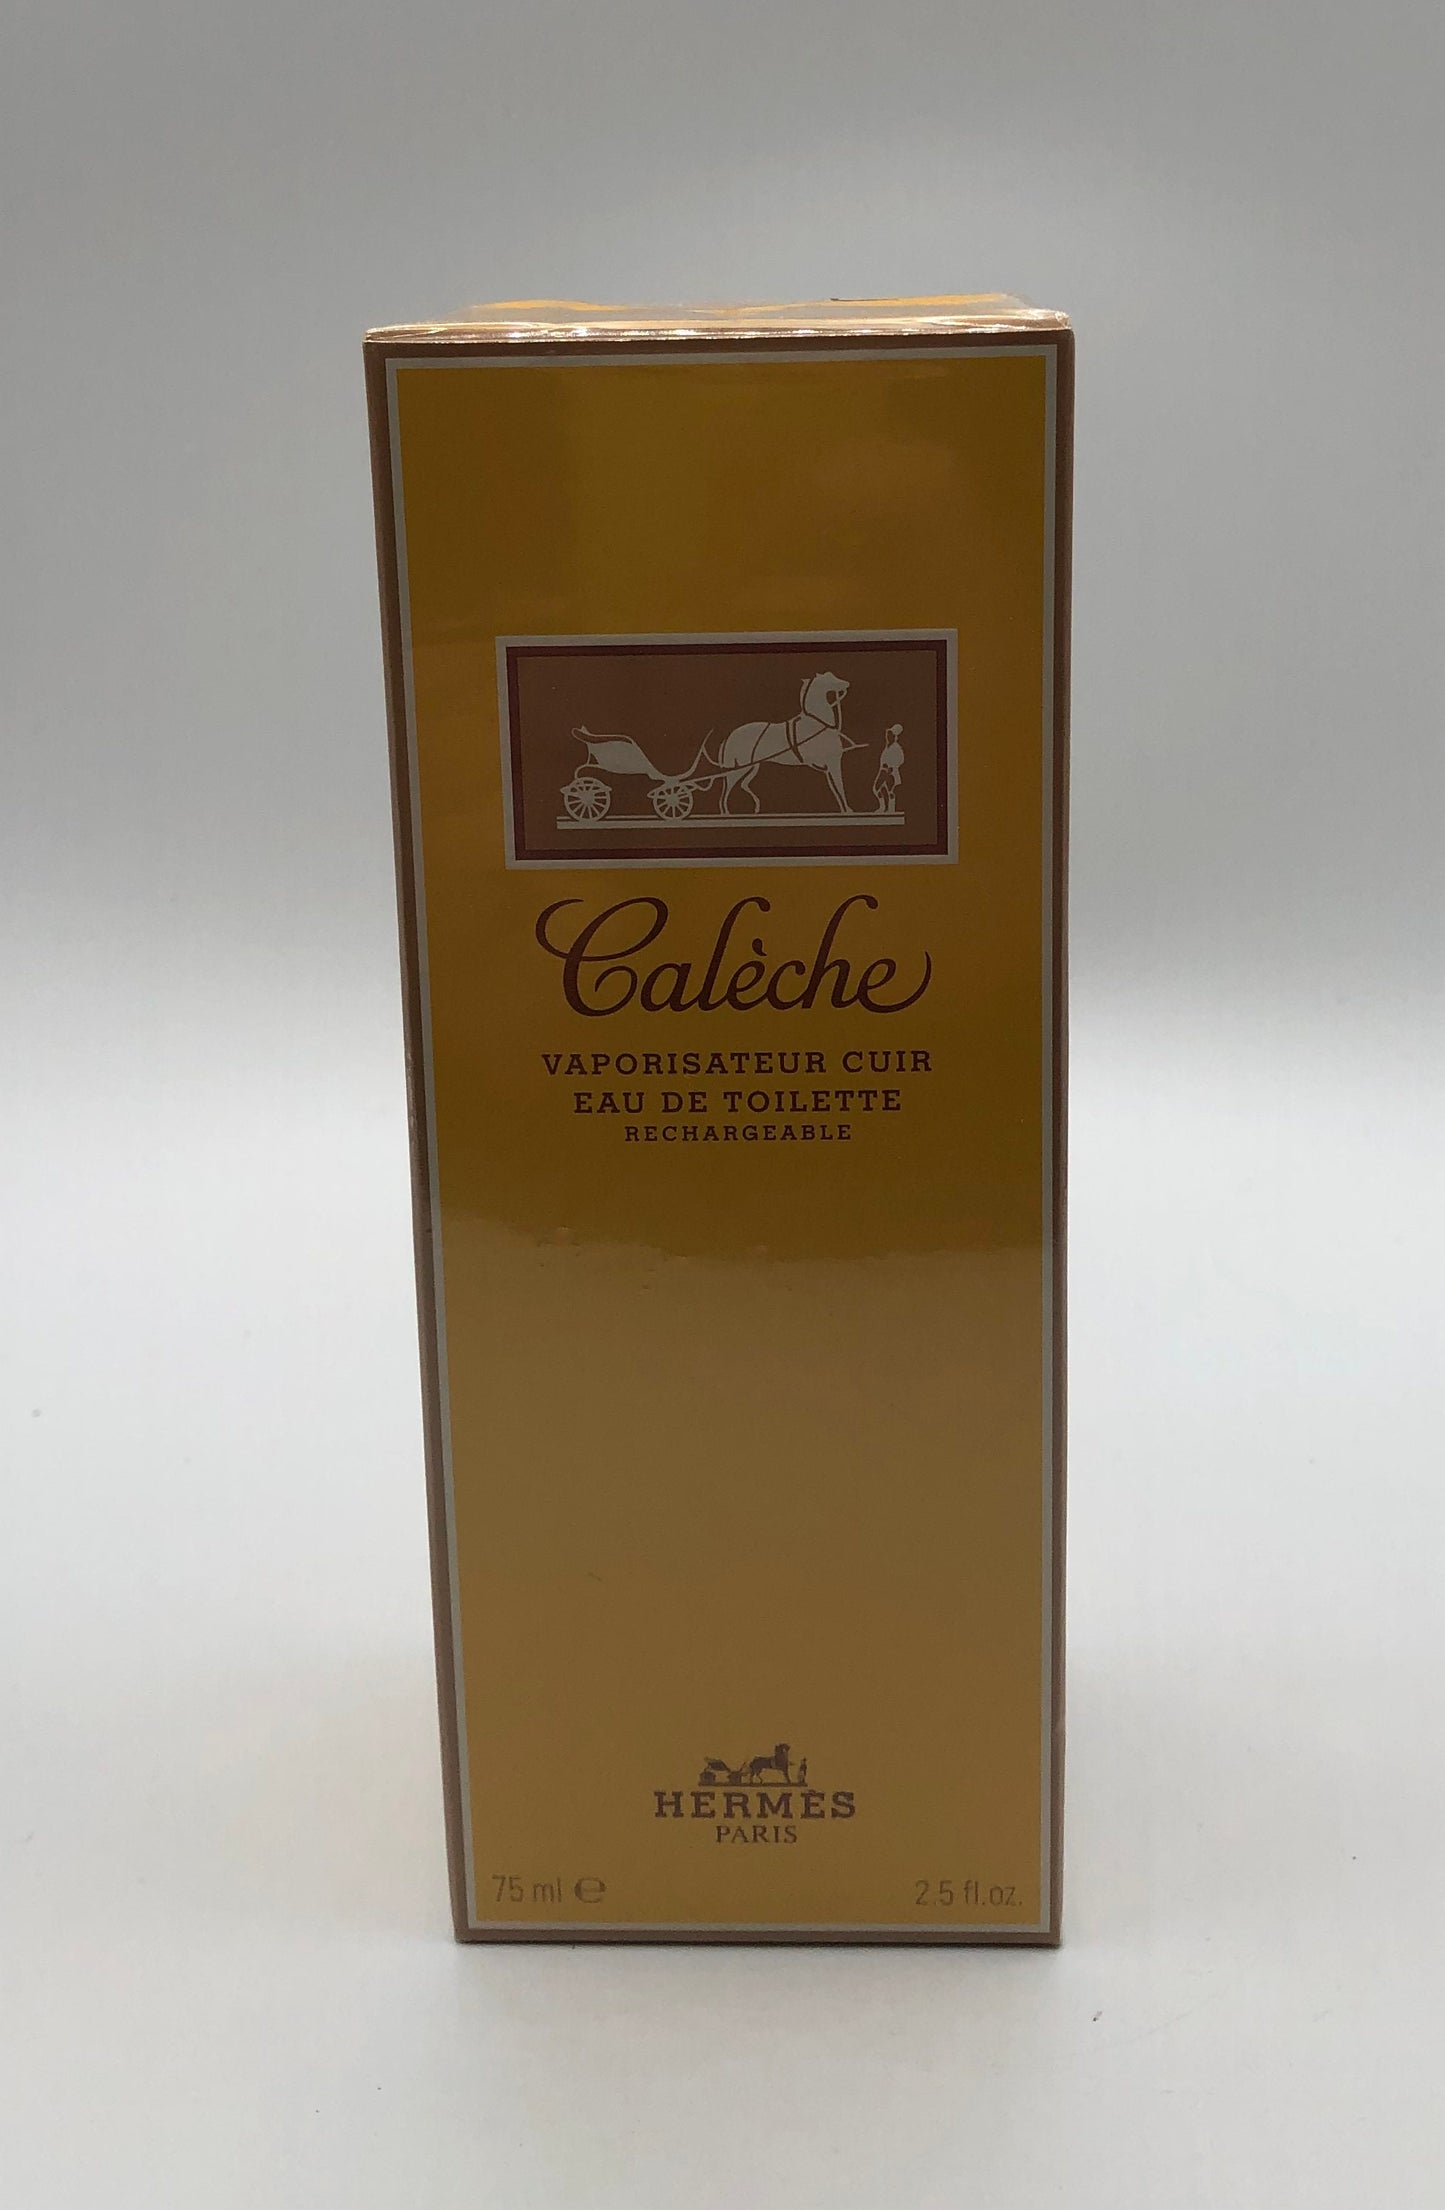 Calèche
VAPORISATEUR CUIR
EAU DE TOILETTE
RECHARGEABLE
HERMÈS
PARIS
75 ml ℮
2.5 fl.oz.